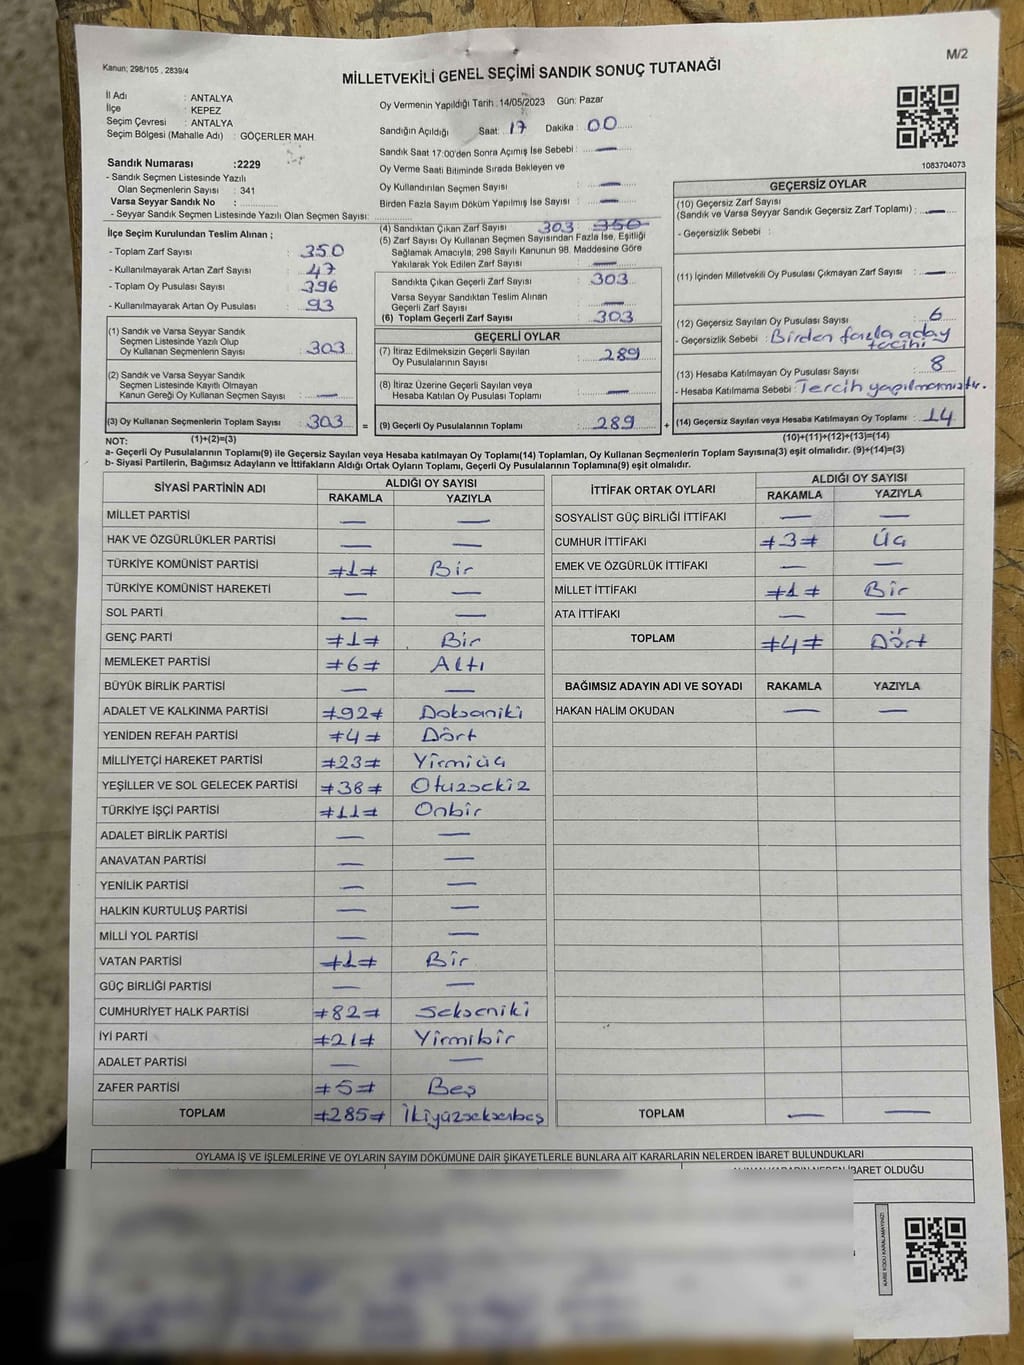 Kanun; 298/105 , 2839/4
M/2
MİLLETVEKİLİ GENEL SEÇİMİ SANDIK SONUÇ TUTANAĞI
İl Adı : ANTALYA
İlçe : KEPEZ
Seçim Çevresi : ANTALYA
Seçim Bölgesi (Mahalle Adı) : GÖÇERLER MAH.
Sandık Numarası :2229
- Sandık Seçmen Listesinde Yazılı
Olan Seçmenlerin Sayısı : 341
Varsa Seyyar Sandık No :
- Seyyar Sandık Seçmen Listesinde Yazılı Olan Seçmen Sayısı:
Oy Vermenin Yapıldığı Tarih :14/05/2023 Gün: Pazar
Sandığın Açıldığı Saat: 17 Dakika : 00
Sandık Saat 17:00'den Sonra Açımış İse Sebebi : —
Oy Verme Saati Bitiminde Sırada Bekleyen ve
Oy Kullandırılan Seçmen Sayısı : —
Birden Fazla Sayım Döküm Yapılmış İse Sayısı : —
1083704073
İlçe Seçim Kurulundan Teslim Alınan ;
- Toplam Zarf Sayısı : 350
- Kullanılmayarak Artan Zarf Sayısı : 47
- Toplam Oy Pusulası Sayısı : 396
- Kullanılmayarak Artan Oy Pusulası : 93
(1) Sandık ve Varsa Seyyar Sandık
Seçmen Listesinde Yazılı Olup
Oy Kullanan Seçmenlerin Sayısı : 303
(2) Sandık ve Varsa Seyyar Sandık
Seçmen Listesinde Kayıtlı Olmayan
Kanun Gereği Oy Kullanan Seçmen Sayısı : —
(3) Oy Kullanan Seçmenlerin Toplam Sayısı : 303
(4) Sandıktan Çıkan Zarf Sayısı : 303 350
(5) Zarf Sayısı Oy Kullanan Seçmen Sayısından Fazla İse, Eşitliği
Sağlamak Amacıyla, 298 Sayılı Kanunun 98. Maddesine Göre
Yakılarak Yok Edilen Zarf Sayısı : —
Sandıkta Çıkan Geçerli Zarf Sayısı : 303
Varsa Seyyar Sandıktan Teslim Alınan
Geçerli Zarf Sayısı : —
(6) Toplam Geçerli Zarf Sayısı : 303
GEÇERLİ OYLAR
(7) İtiraz Edilmeksizin Geçerli Sayılan
Oy Pusulalarının Sayısı : 289
(8) İtiraz Üzerine Geçerli Sayılan veya
Hesaba Katılan Oy Pusulası Toplamı : —
= (9) Geçerli Oy Pusulalarının Toplamı : 289 +
GEÇERSİZ OYLAR
(10) Geçersiz Zarf Sayısı
(Sandık ve Varsa Seyyar Sandık Geçersiz Zarf Toplamı) : —
- Geçersizlik Sebebi :
(11) İçinden Milletvekili Oy Pusulası Çıkmayan Zarf Sayısı : —
(12) Geçersiz Sayılan Oy Pusulası Sayısı : 6
- Geçersizlik Sebebi : Birden fazla aday
tercihi
(13) Hesaba Katılmayan Oy Pusulası Sayısı : 8
- Hesaba Katılmama Sebebi : Tercih yapılmamıştır.
(14) Geçersiz Sayılan veya Hesaba Katılmayan Oy Toplamı : 14
NOT: (1)+(2)=(3) (10)+(11)+(12)+(13)=(14)
a- Geçerli Oy Pusulalarının Toplamı(9) ile Geçersiz Sayılan veya Hesaba katılmayan Oy Toplamı(14) Toplamları, Oy Kullanan Seçmenlerin Toplam Sayısına(3) eşit olmalıdır. (9)+(14)=(3)
b- Siyasi Partilerin, Bağımsız Adayların ve İttifakların Aldığı Ortak Oyların Toplamı, Geçerli Oy Pusulalarının Toplamına(9) eşit olmalıdır.
SİYASİ PARTİNİN ADI ALDIĞI OY SAYISI
RAKAMLA YAZIYLA
MİLLET PARTİSİ — —
HAK VE ÖZGÜRLÜKLER PARTİSİ — —
TÜRKİYE KOMÜNİST PARTİSİ ≠1≠ Bir
TÜRKİYE KOMÜNİST HAREKETİ — —
SOL PARTİ — —
GENÇ PARTİ ≠1≠ Bir
MEMLEKET PARTİSİ ≠6≠ Altı
BÜYÜK BİRLİK PARTİSİ — —
ADALET VE KALKINMA PARTİSİ ≠92≠ Doksaniki
YENİDEN REFAH PARTİSİ ≠4≠ Dört
MİLLİYETÇİ HAREKET PARTİSİ ≠23≠ Yirmiüç
YEŞİLLER VE SOL GELECEK PARTİSİ ≠38≠ Otuzsekiz
TÜRKİYE İŞÇİ PARTİSİ ≠11≠ Onbir
ADALET BİRLİK PARTİSİ — —
ANAVATAN PARTİSİ — —
YENİLİK PARTİSİ — —
HALKIN KURTULUŞ PARTİSİ — —
MİLLİ YOL PARTİSİ — —
VATAN PARTİSİ ≠1≠ Bir
GÜÇ BİRLİĞİ PARTİSİ — —
CUMHURİYET HALK PARTİSİ ≠82≠ Sekseniki
İYİ PARTİ ≠21≠ Yirmibir
ADALET PARTİSİ — —
ZAFER PARTİSİ ≠5≠ Beş
TOPLAM ≠285≠ İkiyüzseksenbeş
İTTİFAK ORTAK OYLARI ALDIĞI OY SAYISI
RAKAMLA YAZIYLA
SOSYALİST GÜÇ BİRLİĞİ İTTİFAKI — —
CUMHUR İTTİFAKI ≠3≠ Üç
EMEK VE ÖZGÜRLÜK İTTİFAKI — —
MİLLET İTTİFAKI ≠1≠ Bir
ATA İTTİFAKI — —
TOPLAM ≠4≠ Dört
BAĞIMSIZ ADAYIN ADI VE SOYADI RAKAMLA YAZIYLA
HAKAN HALİM OKUDAN — —
TOPLAM — —
OYLAMA İŞ VE İŞLEMLERİNE VE OYLARIN SAYIM DÖKÜMÜNE DAİR ŞİKAYETLERLE BUNLARA AİT KARARLARIN NELERDEN İBARET BULUNDUKLARI
İBARET OLDUĞU
KARE KODU KARALAMAYINIZ!